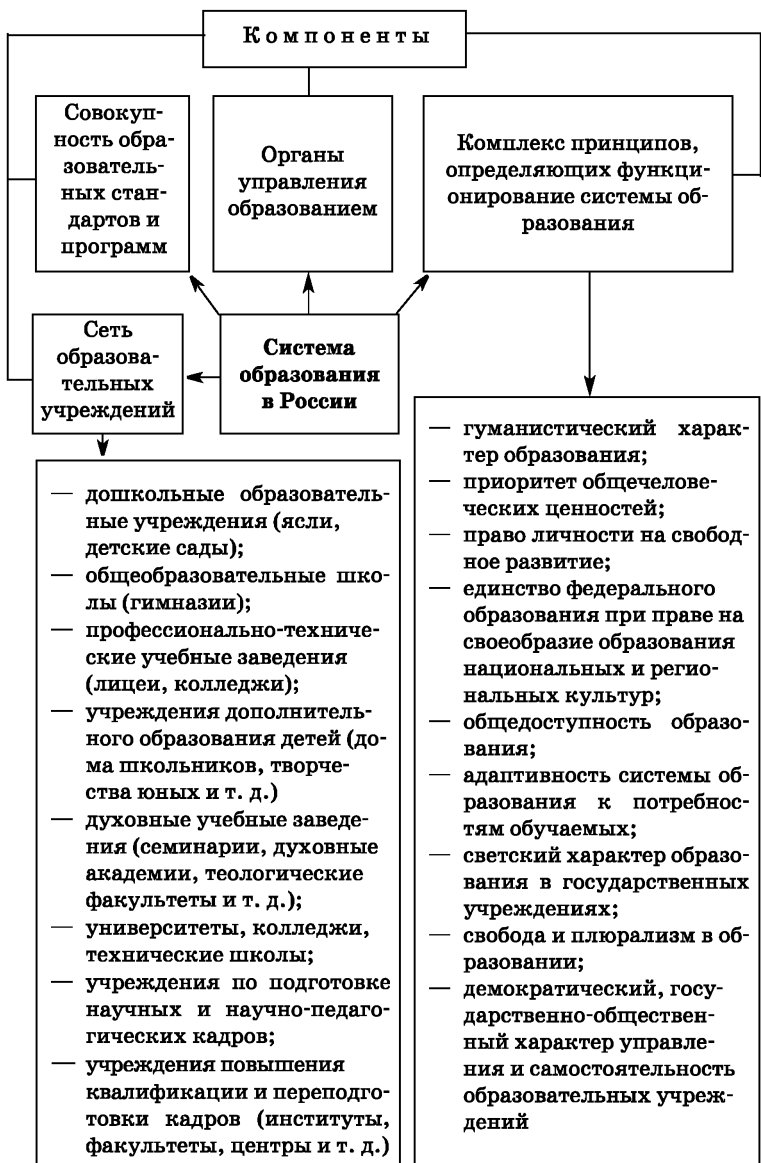 Компоненты
Совокуп-
ность обра-
зователь-
ных стан-
дартов и
программ
Органы
управления
образованием
Комплекс принципов,
определяющих функци-
онирование системы об-
разования
Сеть
образова-
тельных
учреждений
Система
образования
в России
— дошкольные образователь-
ные учреждения (ясли,
детские сады);
— общеобразовательные шко-
лы (гимназии);
— профессионально-техниче-
ские учебные заведения
(лицеи, колледжи);
— учреждения дополнитель-
ного образования детей (до-
ма школьников, творче-
ства юных и т. д.)
— духовные учебные заведе-
ния (семинарии, духовные
академии, теологические
факультеты и т. д.);
— университеты, колледжи,
технические школы;
— учреждения по подготовке
научных и научно-педаго-
гических кадров;
— учреждения повышения
квалификации и переподго-
товки кадров (институты,
факультеты, центры и т. д.)
— гуманистический харак-
тер образования;
— приоритет общечелове-
ческих ценностей;
— право личности на свобод-
ное развитие;
— единство федерального
образования при праве на
своеобразие образования
национальных и регио-
нальных культур;
— общедоступность образо-
вания;
— адаптивность системы об-
разования к потребнос-
тям обучаемых;
— светский характер образо-
вания в государственных
учреждениях;
— свобода и плюрализм в об-
разовании;
— демократический, госу-
дарственно-обществен-
ный характер управле-
ния и самостоятельность
образовательных учреж-
дений